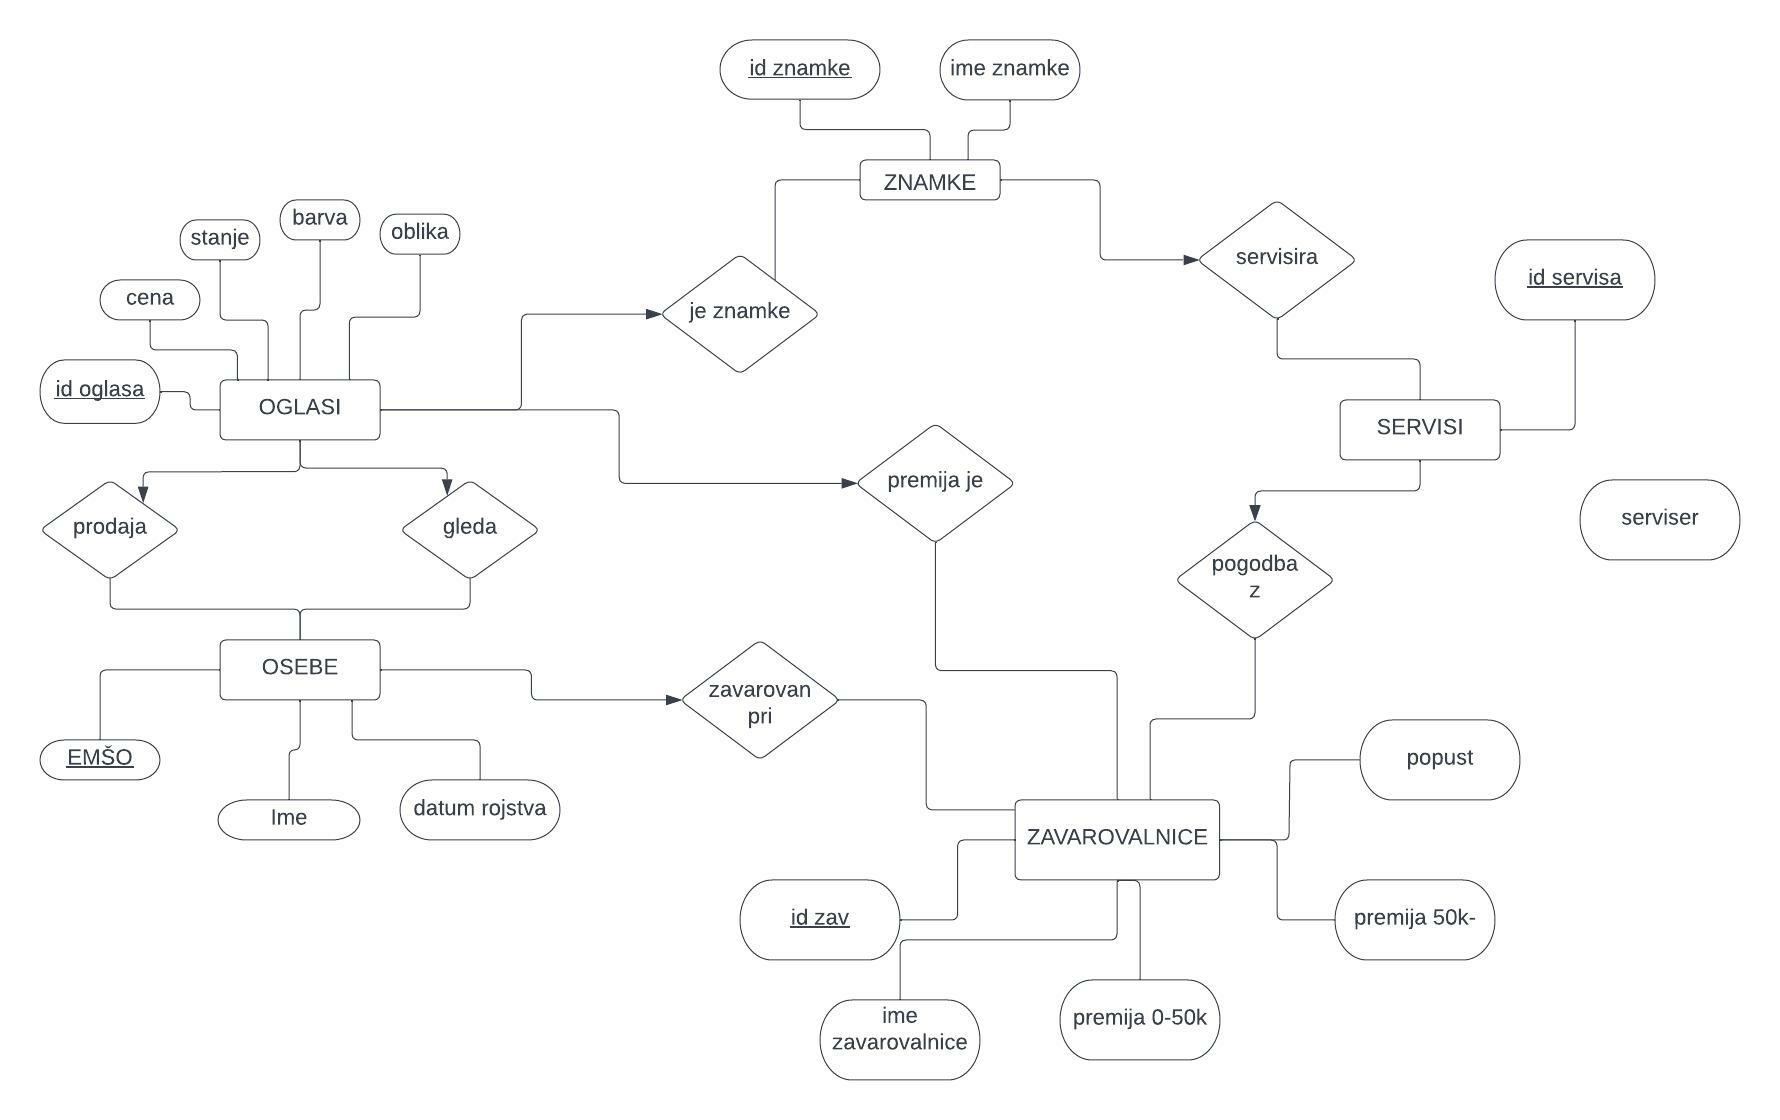 id znamke
ime znamke
ZNAMKE
barva
oblika
stanje
servisira
id servisa
cena
je znamke
id oglasa
OGLASI
SERVISI
premija je
serviser
prodaja
gleda
pogodba
z
OSEBE
zavarovan
pri
EMŠO
popust
Ime
datum rojstva
ZAVAROVALNICE
id zav
premija 50k-
ime
zavarovalnice
premija 0-50k